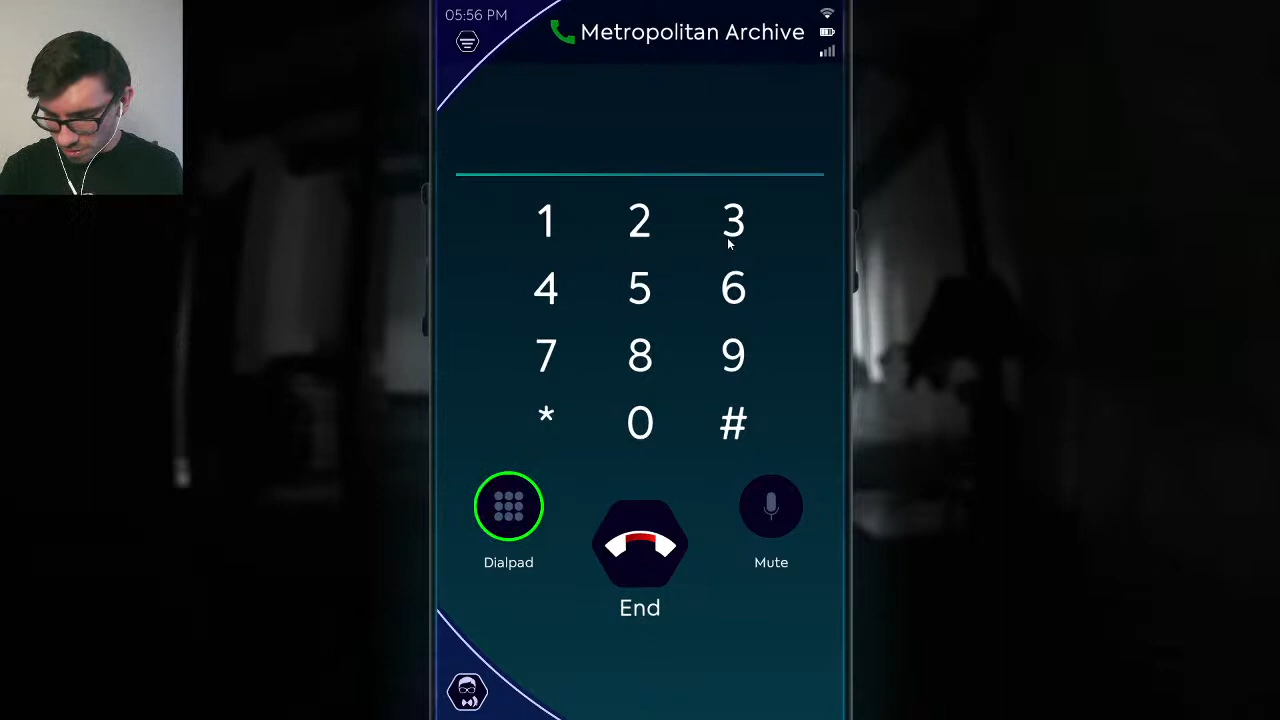 05:56 PM
Metropolitan Archive
1 2 3
4 5 6
7 8 9
* 0 #
Dialpad
Mute
End